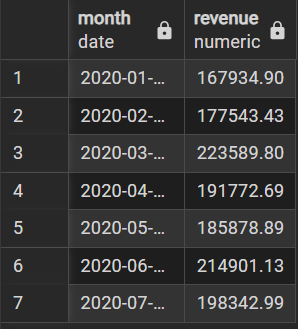 month revenue
date numeric
1 2020-01-... 167934.90
2 2020-02-... 177543.43
3 2020-03-... 223589.80
4 2020-04-... 191772.69
5 2020-05-... 185878.89
6 2020-06-... 214901.13
7 2020-07-... 198342.99